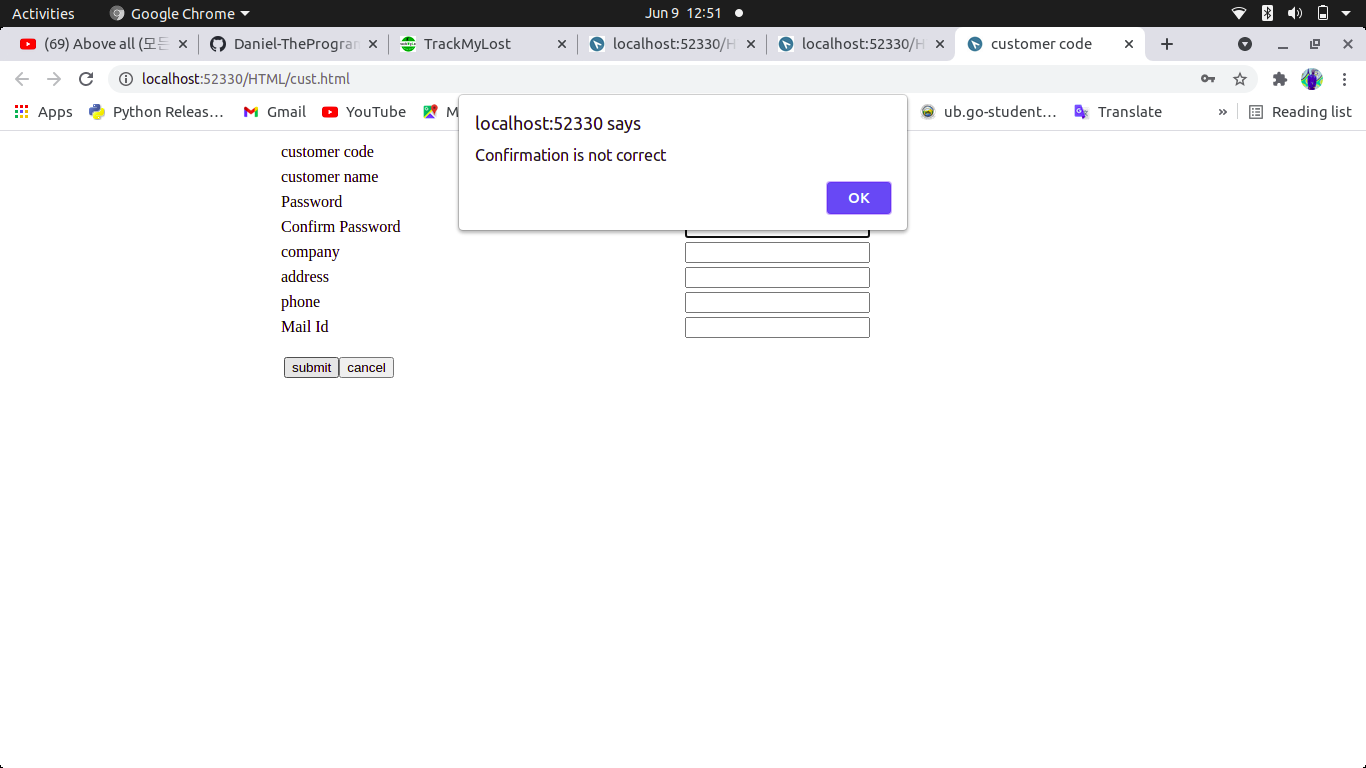 Activities Google Chrome Jun 9 12:51
(69) Above all (모든 Daniel-TheProgran TrackMyLost localhost:52330/H localhost:52330/H customer code
localhost:52330/HTML/cust.html
Apps Python Releas… Gmail YouTube M ub.go-student… Translate » Reading list
localhost:52330 says
Confirmation is not correct
OK
customer code
customer name
Password
Confirm Password
company
address
phone
Mail Id
submit cancel